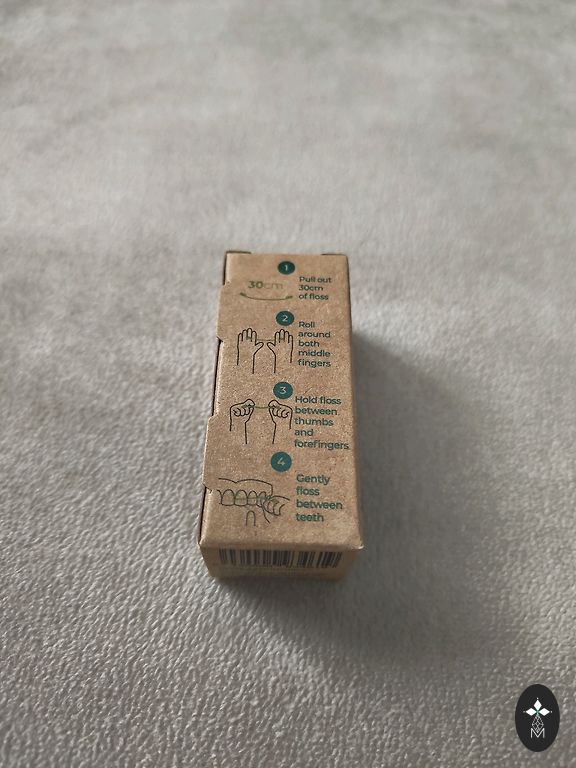 1
30cm
Pull out
30cm
of floss
2
Roll
around
both
middle
fingers
3
Hold floss
between
thumbs
and
forefingers
4
Gently
floss
between
teeth
M